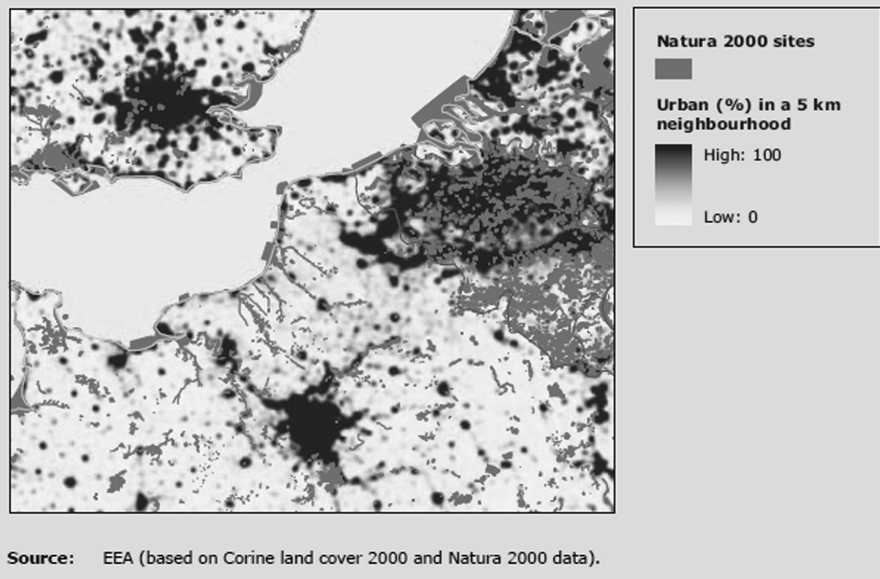 Natura 2000 sites
Urban (%) in a 5 km
neighbourhood
High: 100
Low: 0
Source: EEA (based on Corine land cover 2000 and Natura 2000 data).